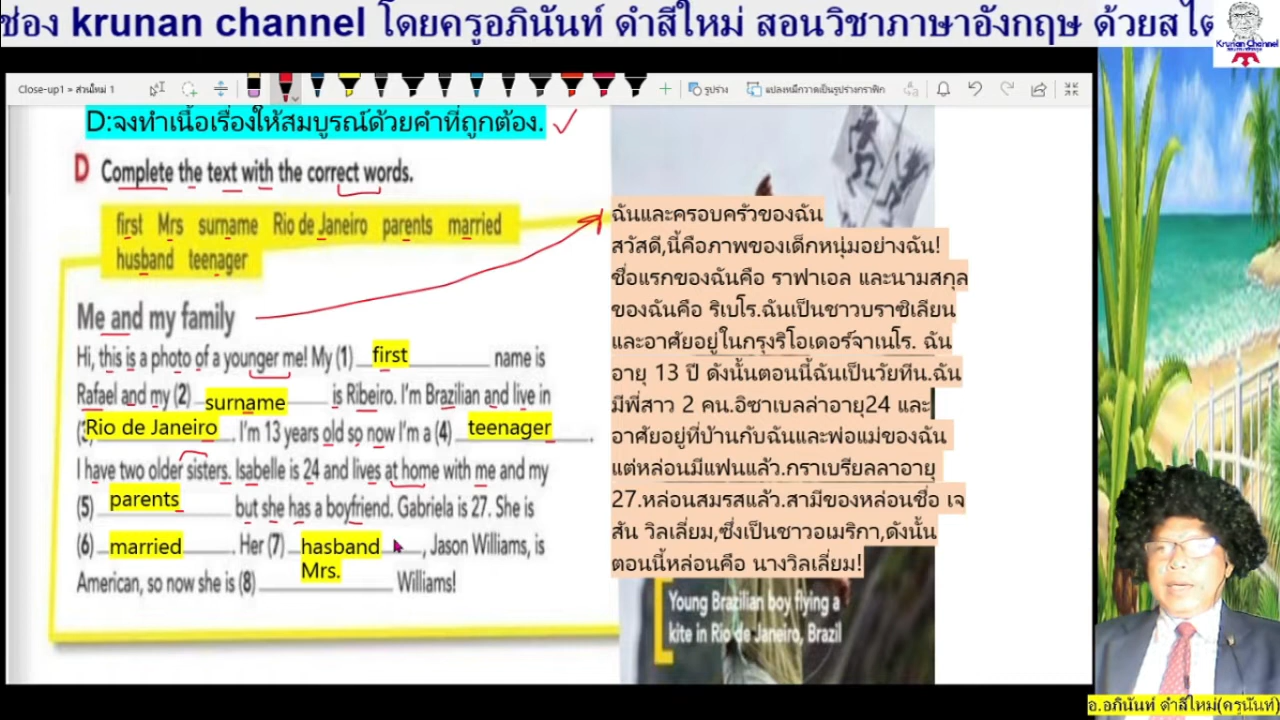 ช่อง krunan channel โดยครูอภินันท์ ดำสีใหม่ สอนวิชาภาษาอังกฤษ ด้วยสไต
Krunan Channel
Close-up1 » ส่วนใหม่ 1
รูปร่าง
แปลงหมึกวาดเป็นรูปร่างกราฟิก
D:จงทำเนื้อเรื่องให้สมบูรณ์ด้วยคำที่ถูกต้อง.
D Complete the text with the correct words.
first Mrs surname Rio de Janeiro parents married
husband teenager
Me and my family
Hi, this is a photo of a younger me! My (1) first name is
Rafael and my (2) surname is Ribeiro. I'm Brazilian and live in
(3) Rio de Janeiro. I'm 13 years old so now I'm a (4) teenager.
I have two older sisters. Isabelle is 24 and lives at home with me and my
(5) parents but she has a boyfriend. Gabriela is 27. She is
(6) married. Her (7) hasband, Jason Williams, is
American, so now she is (8) Mrs. Williams!
ฉันและครอบครัวของฉัน
สวัสดี,นี้คือภาพของเด็กหนุ่มอย่างฉัน!
ชื่อแรกของฉันคือ ราฟาเอล และนามสกุล
ของฉันคือ ริเบโร.ฉันเป็นชาวบราซิเลียน
และอาศัยอยู่ในกรุงริโอเดอร์จาเนโร. ฉัน
อายุ 13 ปี ดังนั้นตอนนี้ฉันเป็นวัยทีน.ฉัน
มีพี่สาว 2 คน.อิซาเบลล่าอายุ24 และ
อาศัยอยู่ที่บ้านกับฉันและพ่อแม่ของฉัน
แต่หล่อนมีแฟนแล้ว.กราเบรียลลาอายุ
27.หล่อนสมรสแล้ว.สามีของหล่อนชื่อ เจ
สัน วิลเลี่ยม,ซึ่งเป็นชาวอเมริกา,ดังนั้น
ตอนนี้หล่อนคือ นางวิลเลี่ยม!
Young Brazilian boy flying a
kite in Rio de Janeiro, Brazil
อ.อภินันท์ ดำสีใหม่(ครูนันท์)